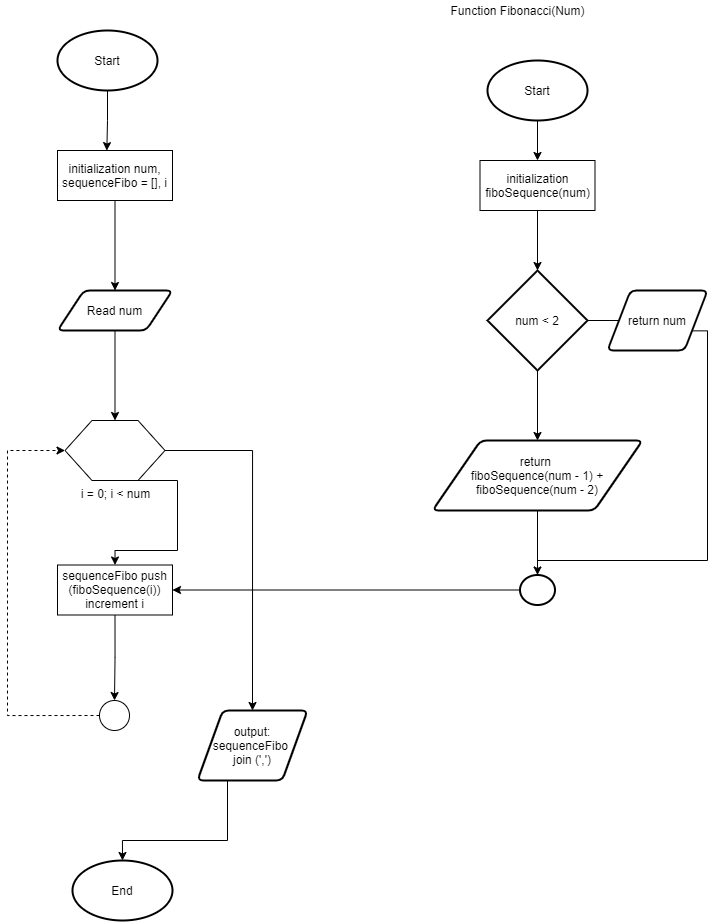 Function Fibonacci(Num)
Start
initialization num,
sequenceFibo = [], i
Read num
i = 0; i < num
sequenceFibo push
(fiboSequence(i))
increment i
output:
sequenceFibo
join (',')
End
Start
initialization
fiboSequence(num)
num < 2
return num
return
fiboSequence(num - 1) +
fiboSequence(num - 2)